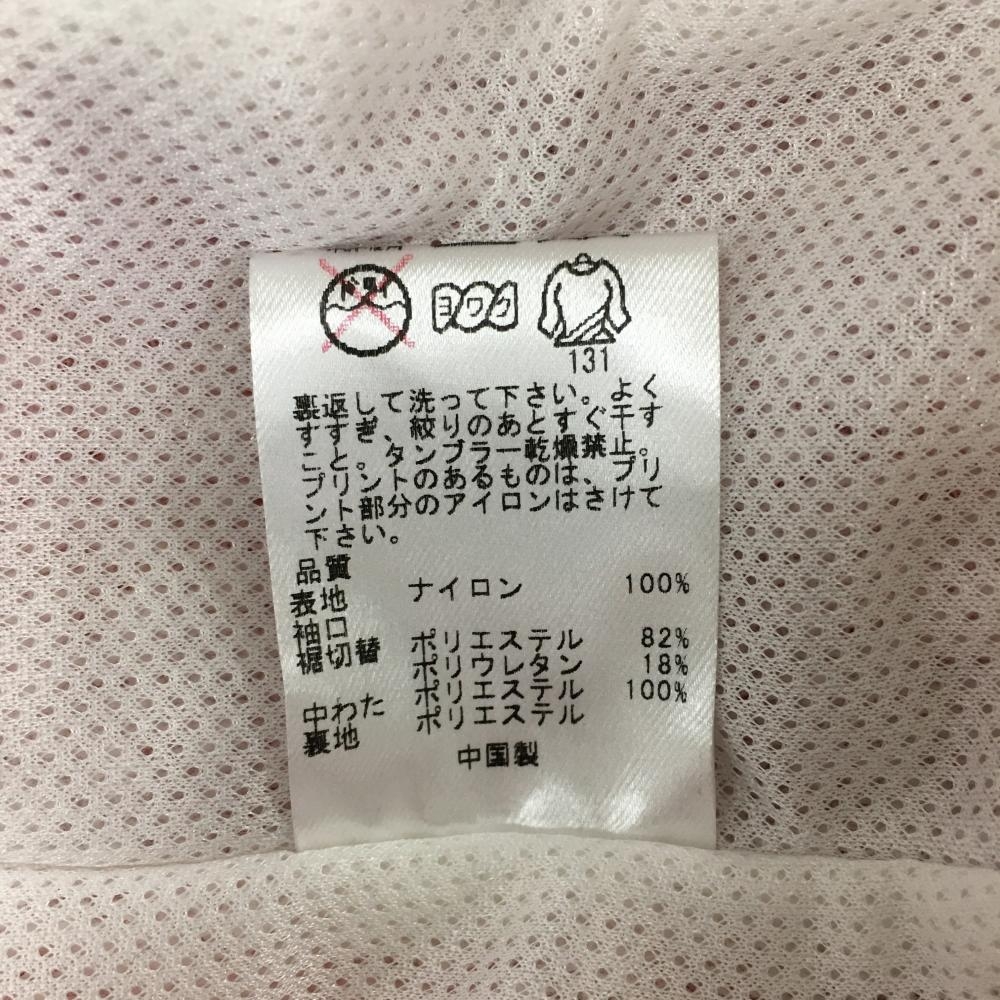 ドライ
ヨワク
131
裏返して洗って下さい。よく
すすぎ、絞りのあとすぐ干す
こと。タンブラー乾燥禁止。
プリントのあるものは、プリ
ント部分のアイロンはさけて
下さい。
品質
表地 ナイロン 100%
袖口
裾切替 ポリエステル 82%
ポリウレタン 18%
中わた ポリエステル 100%
裏地 ポリエステル
中国製